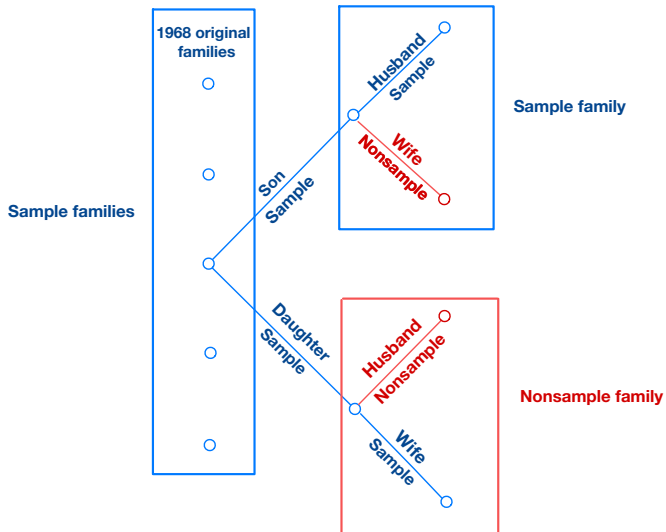 1968 original
families
Sample families
Son
Sample
Husband
Sample
Wife
Nonsample
Sample family
Daughter
Sample
Husband
Nonsample
Wife
Sample
Nonsample family